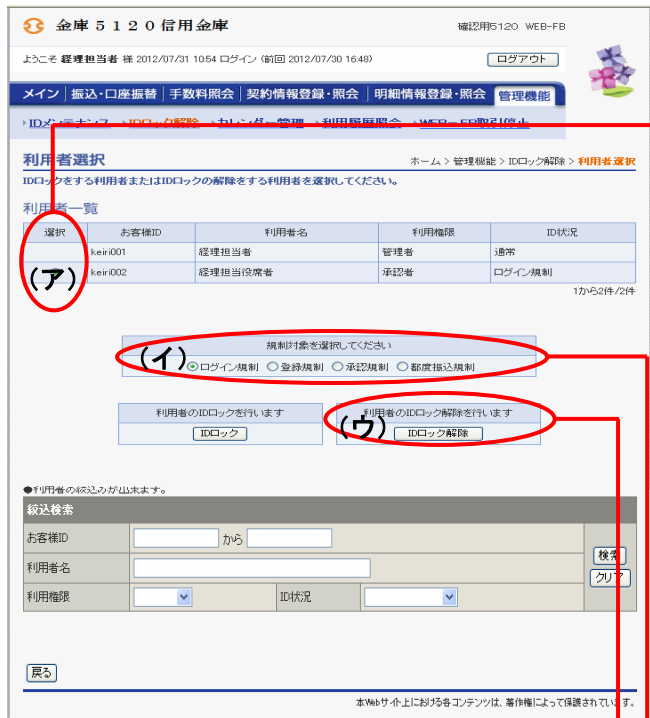 金庫５１２０信用金庫
確認用5120 WEB-FB
ようこそ 経理担当者 様 2012/07/31 1054 ログイン (前回 2012/07/30 16:48)
ログアウト
メイン 振込・口座振替 手数料照会 契約情報登録・照会 明細情報登録・照会 管理機能
IDメンテナンス IDロック解除 カレンダー管理 利用履歴照会 WEB－FB取引停止
利用者選択
ホーム > 管理機能 > IDロック解除 > 利用者選択
IDロックをする利用者またはIDロックの解除をする利用者を選択してください。
利用者一覧
選択 お客様ID 利用者名 利用権限 ID状況
keiri001 経理担当者 管理者 通常
(ア) keiri002 経理担当役席者 承認者 ログイン規制
1から2件/2件
規制対象を選択してください
(イ) ログイン規制 登録規制 承認規制 都度振込規制
利用者のIDロックを行います 利用者のIDロック解除を行います
IDロック (ウ) IDロック解除
●利用者の絞込みが出来ます。
絞込検索
お客様ID から
利用者名
検索
クリア
利用権限 ID状況
戻る
本Webサイト上における各コンテンツは、著作権によって保護されています。